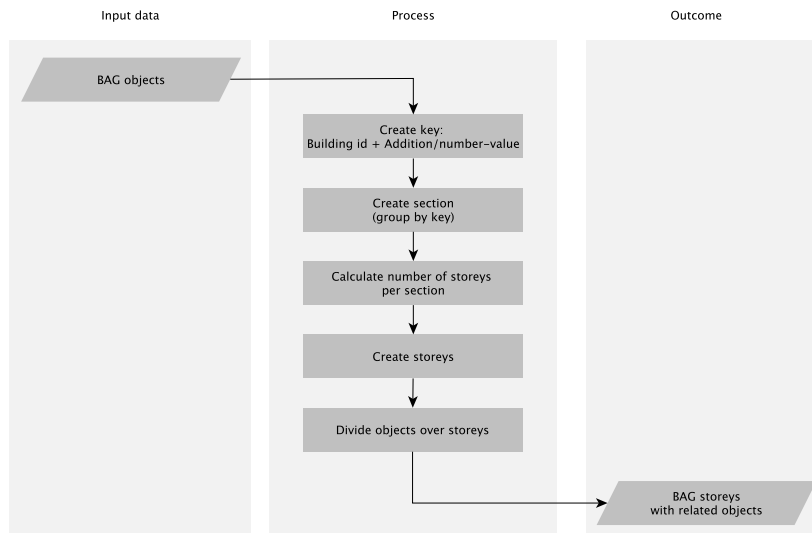 Input data
Process
Outcome
BAG objects
Create key:
Building id + Addition/number-value
Create section
(group by key)
Calculate number of storeys
per section
Create storeys
Divide objects over storeys
BAG storeys
with related objects